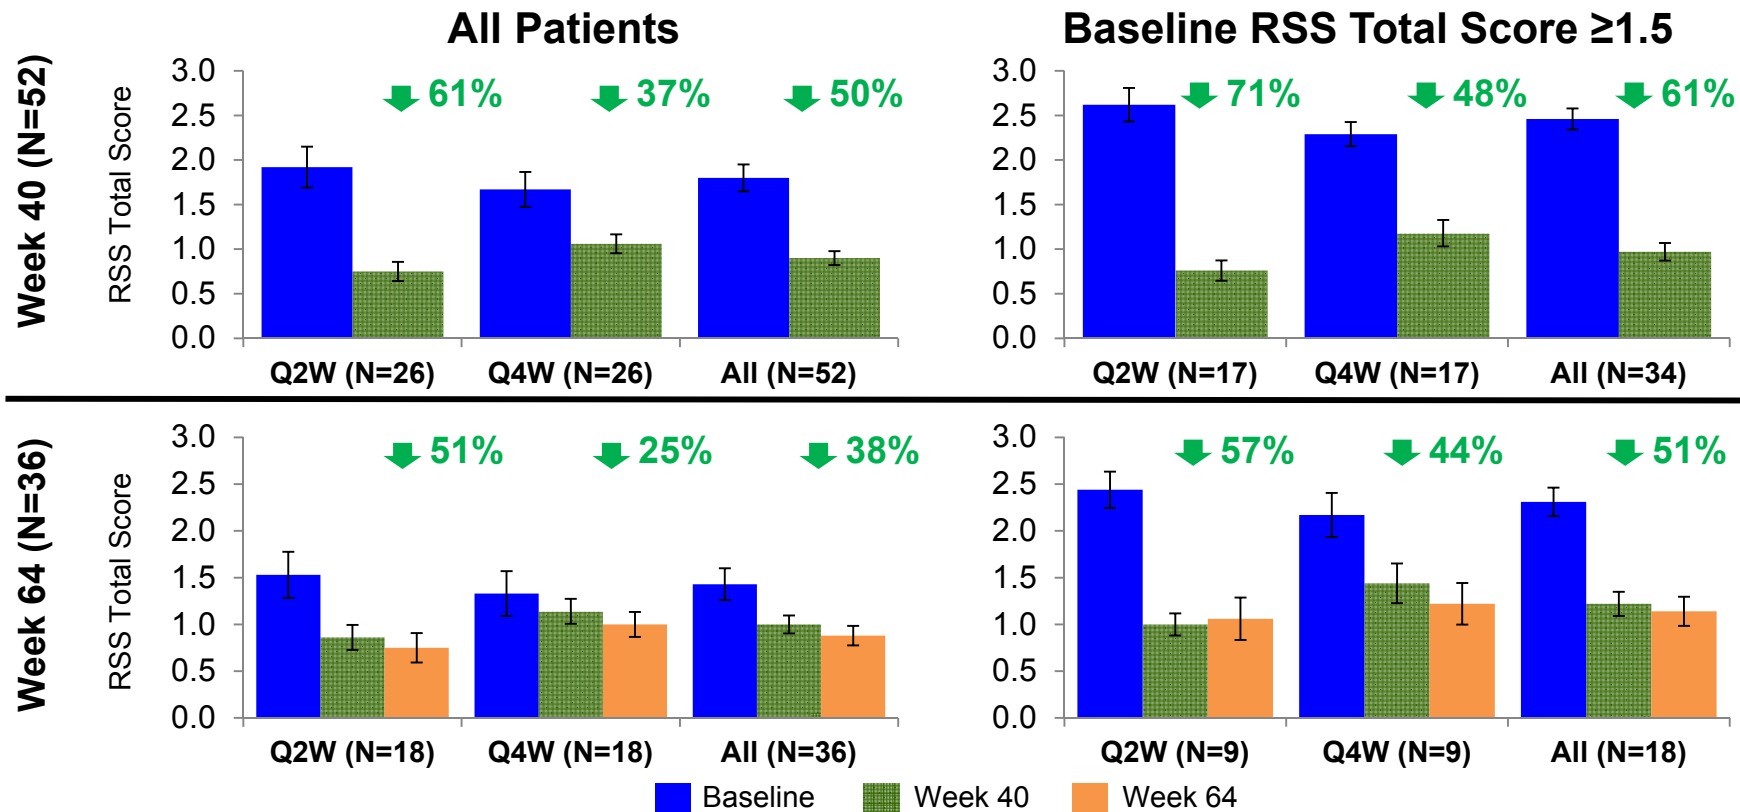 All Patients
Baseline RSS Total Score ≥1.5
Week 40 (N=52)
RSS Total Score
3.0
2.5
2.0
1.5
1.0
0.5
0.0
61%
37%
50%
Q2W (N=26)
Q4W (N=26)
All (N=52)
3.0
2.5
2.0
1.5
1.0
0.5
0.0
71%
48%
61%
Q2W (N=17)
Q4W (N=17)
All (N=34)
Week 64 (N=36)
RSS Total Score
3.0
2.5
2.0
1.5
1.0
0.5
0.0
51%
25%
38%
Q2W (N=18)
Q4W (N=18)
All (N=36)
3.0
2.5
2.0
1.5
1.0
0.5
0.0
57%
44%
51%
Q2W (N=9)
Q4W (N=9)
All (N=18)
Baseline
Week 40
Week 64